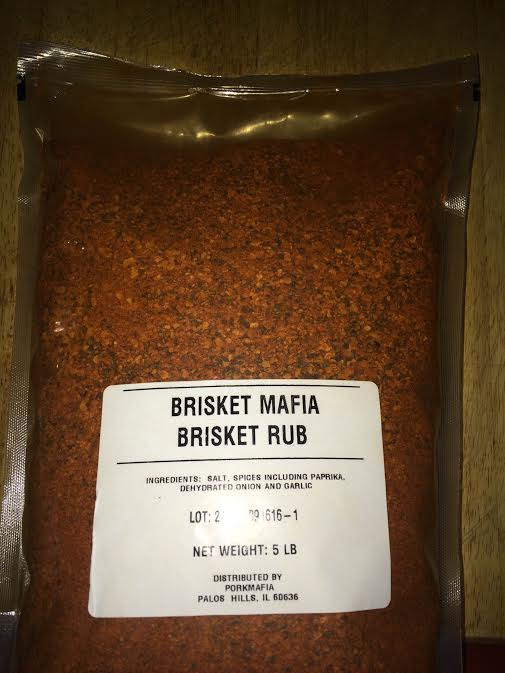 BRISKET MAFIA
BRISKET RUB
INGREDIENTS: SALT, SPICES INCLUDING PAPRIKA,
DEHYDRATED ONION AND GARLIC
LOT: 616-1
NET WEIGHT: 5 LB
DISTRIBUTED BY
PORKMAFIA
PALOS HILLS, IL 60636